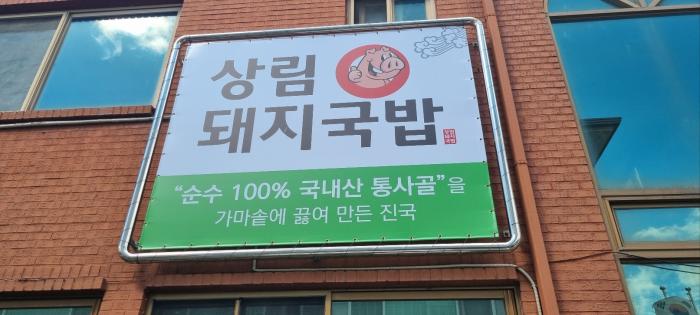 상림
돼지국밥
“순수 100% 국내산 통사골”을
가마솥에 끓여 만든 진국